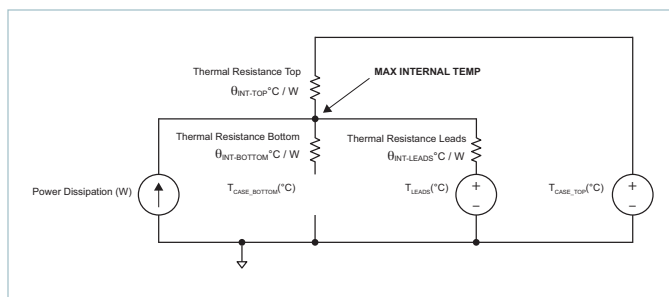 Thermal Resistance Top
MAX INTERNAL TEMP
θINT-TOP°C / W
Thermal Resistance Bottom
Thermal Resistance Leads
θINT-BOTTOM°C / W
θINT-LEADS°C / W
Power Dissipation (W)
TCASE_BOTTOM(°C)
TLEADS(°C)
+
–
TCASE_TOP(°C)
+
–